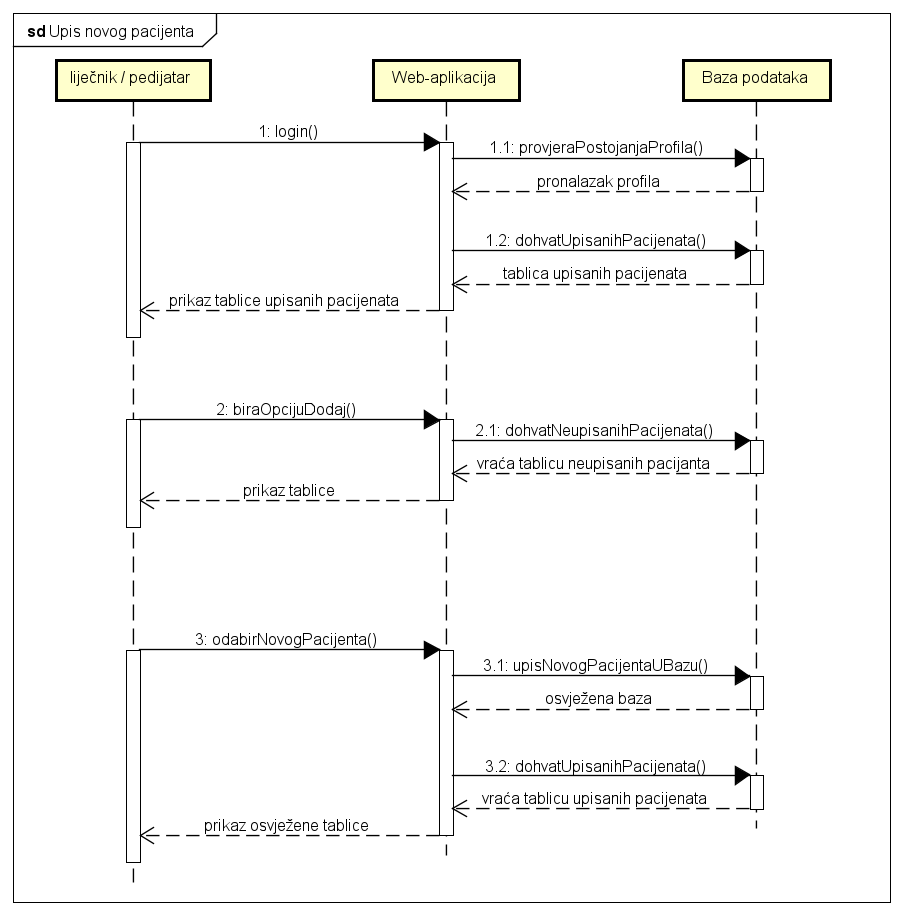 sd Upis novog pacijenta
liječnik / pedijatar
Web-aplikacija
Baza podataka
1: login()
1.1: provjeraPostojanjaProfila()
pronalazak profila
1.2: dohvatUpisanihPacijenata()
tablica upisanih pacijenata
prikaz tablice upisanih pacijenata
2: biraOpcijuDodaj()
2.1: dohvatNeupisanihPacijenata()
vraća tablicu neupisanih pacijanta
prikaz tablice
3: odabirNovogPacijenta()
3.1: upisNovogPacijentaUBazu()
osvježena baza
3.2: dohvatUpisanihPacijenata()
vraća tablicu upisanih pacijenata
prikaz osvježene tablice